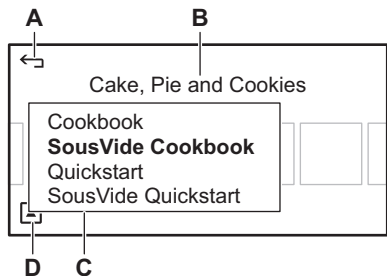 A
B
Cake, Pie and Cookies
Cookbook
SousVide Cookbook
Quickstart
SousVide Quickstart
D
C